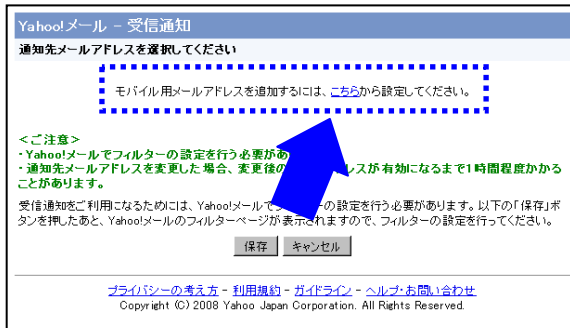 Yahoo!メール - 受信通知
通知先メールアドレスを選択してください
モバイル用メールアドレスを追加するには、こちらから設定してください。
<ご注意>
・Yahoo!メールでフィルターの設定を行う必要があ
・通知先メールアドレスを変更した場合、変更後の レスが有効になるまで1時間程度かかる
ことがあります。
受信通知をご利用になるためには、Yahoo!メールで の設定を行う必要があります。以下の「保存」ボ
タンを押したあと、Yahoo!メールのフィルターページが表示されますので、フィルターの設定を行ってください。
保存 キャンセル
プライバシーの考え方 - 利用規約 - ガイドライン - ヘルプ・お問い合わせ
Copyright (C) 2008 Yahoo Japan Corporation. All Rights Reserved.